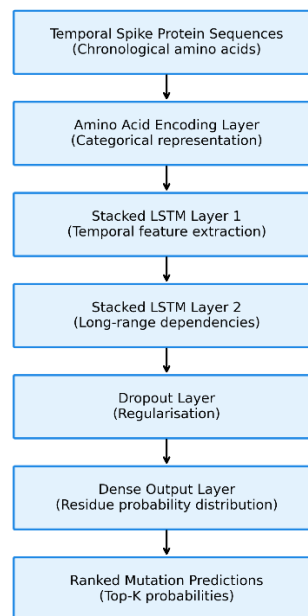 Temporal Spike Protein Sequences
(Chronological amino acids)
Amino Acid Encoding Layer
(Categorical representation)
Stacked LSTM Layer 1
(Temporal feature extraction)
Stacked LSTM Layer 2
(Long-range dependencies)
Dropout Layer
(Regularisation)
Dense Output Layer
(Residue probability distribution)
Ranked Mutation Predictions
(Top-K probabilities)